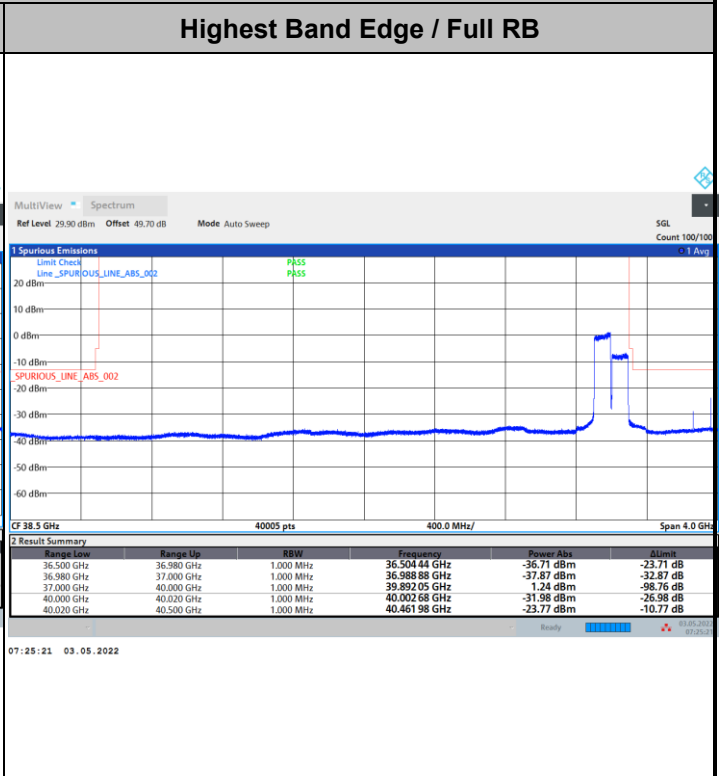 Highest Band Edge / Full RB
MultiView Spectrum
Ref Level 29.90 dBm Offset 49.70 dB Mode Auto Sweep SGL
Count 100/100
1 Spurious Emissions 1 Avg
Limit Check PASS
Line _SPURIOUS_LINE_ABS_002 PASS
20 dBm
10 dBm
0 dBm
-10 dBm
_SPURIOUS_LINE_ABS_002
-20 dBm
-30 dBm
-40 dBm
-50 dBm
-60 dBm
CF 38.5 GHz 40005 pts 400.0 MHz/ Span 4.0 GHz
2 Result Summary
Range Low Range Up RBW Frequency Power Abs ΔLimit
36.500 GHz 36.980 GHz 1.000 MHz 36.504 44 GHz -36.71 dBm -23.71 dB
36.980 GHz 37.000 GHz 1.000 MHz 36.988 88 GHz -37.87 dBm -32.87 dB
37.000 GHz 40.000 GHz 1.000 MHz 39.892 05 GHz 1.24 dBm -98.76 dB
40.000 GHz 40.020 GHz 1.000 MHz 40.002 68 GHz -31.98 dBm -26.98 dB
40.020 GHz 40.500 GHz 1.000 MHz 40.461 98 GHz -23.77 dBm -10.77 dB
Ready 03.05.2022
07:25:21
07:25:21 03.05.2022